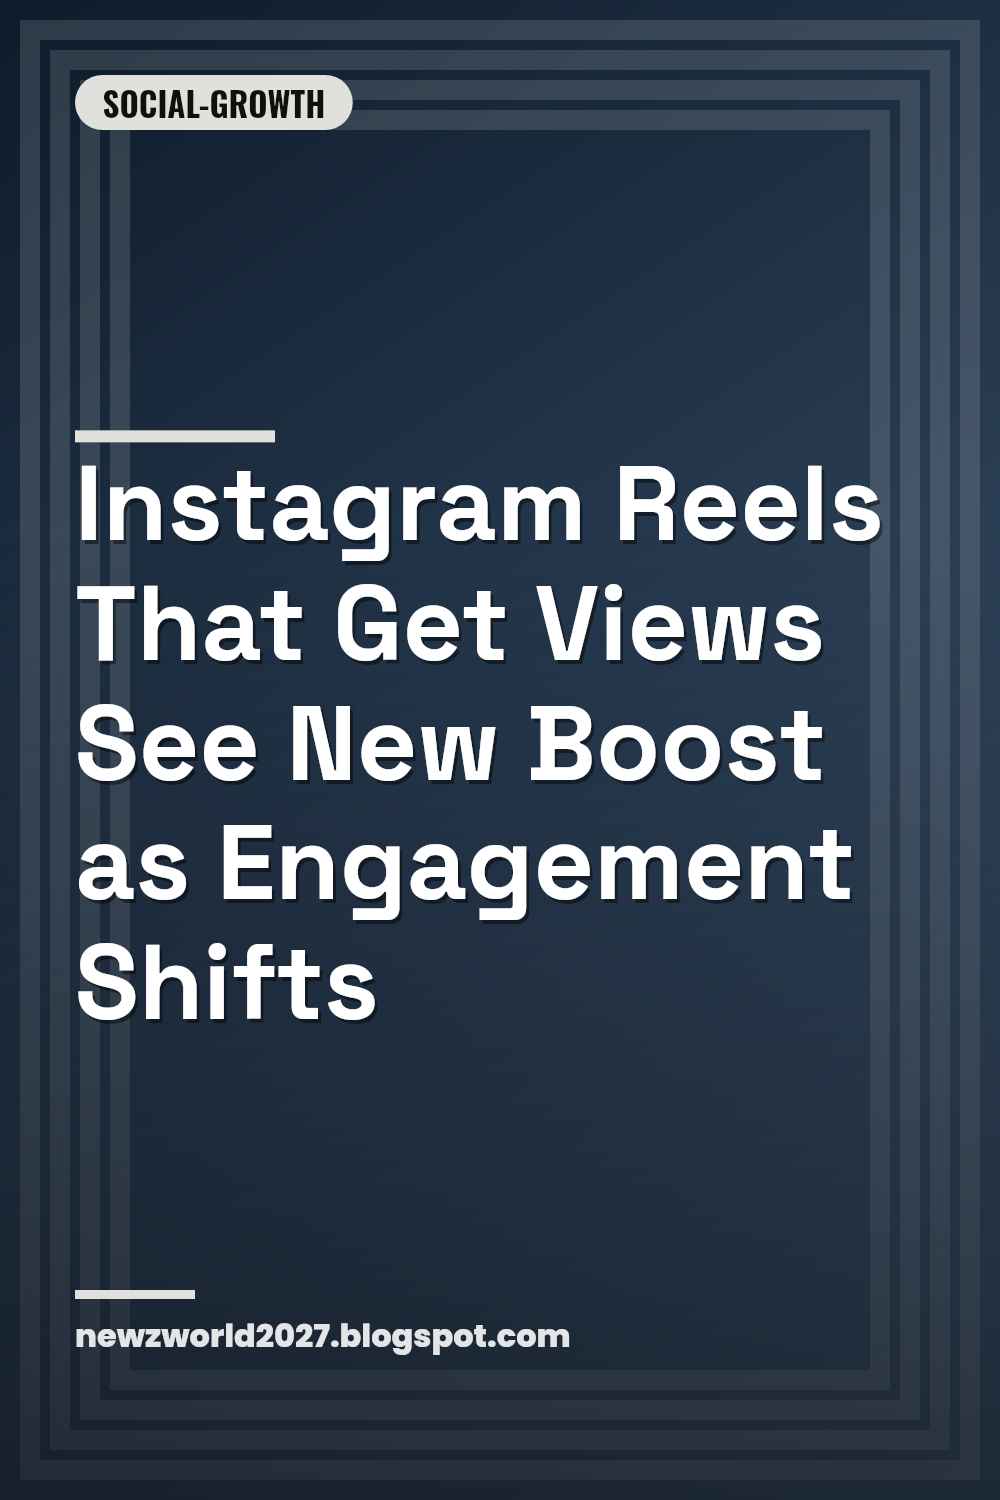 SOCIAL-GROWTH
Instagram Reels
That Get Views
See New Boost
as Engagement
Shifts
newzworld2027.blogspot.com